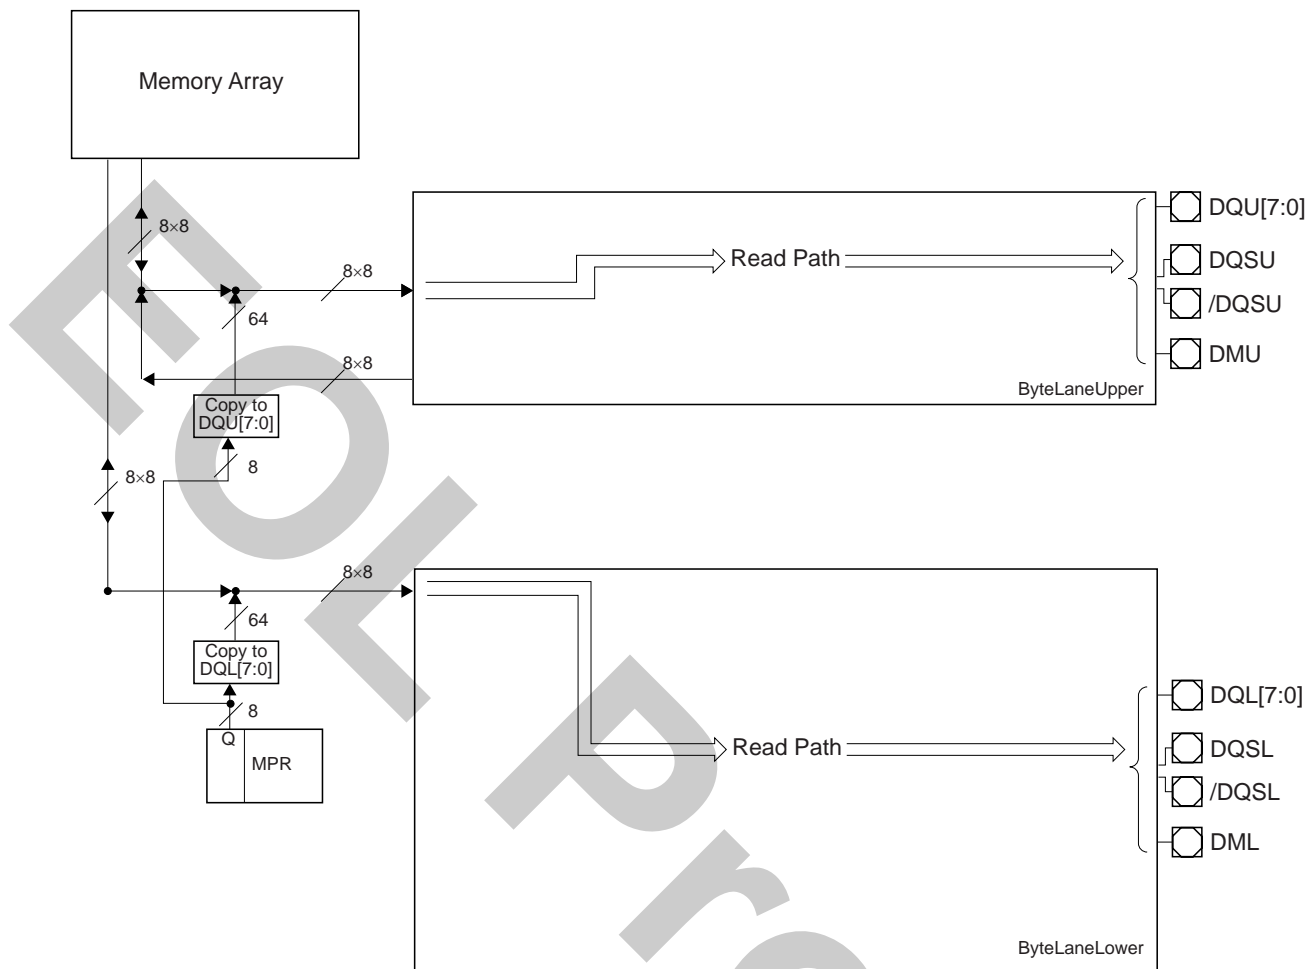 Memory Array
8×8
8×8
64
8×8
Copy to
DQU[7:0]
8
8×8
Read Path
ByteLaneUpper
DQU[7:0]
DQSU
/DQSU
DMU
8×8
64
Copy to
DQL[7:0]
8
Q
MPR
Read Path
ByteLaneLower
DQL[7:0]
DQSL
/DQSL
DML
EOL Pro